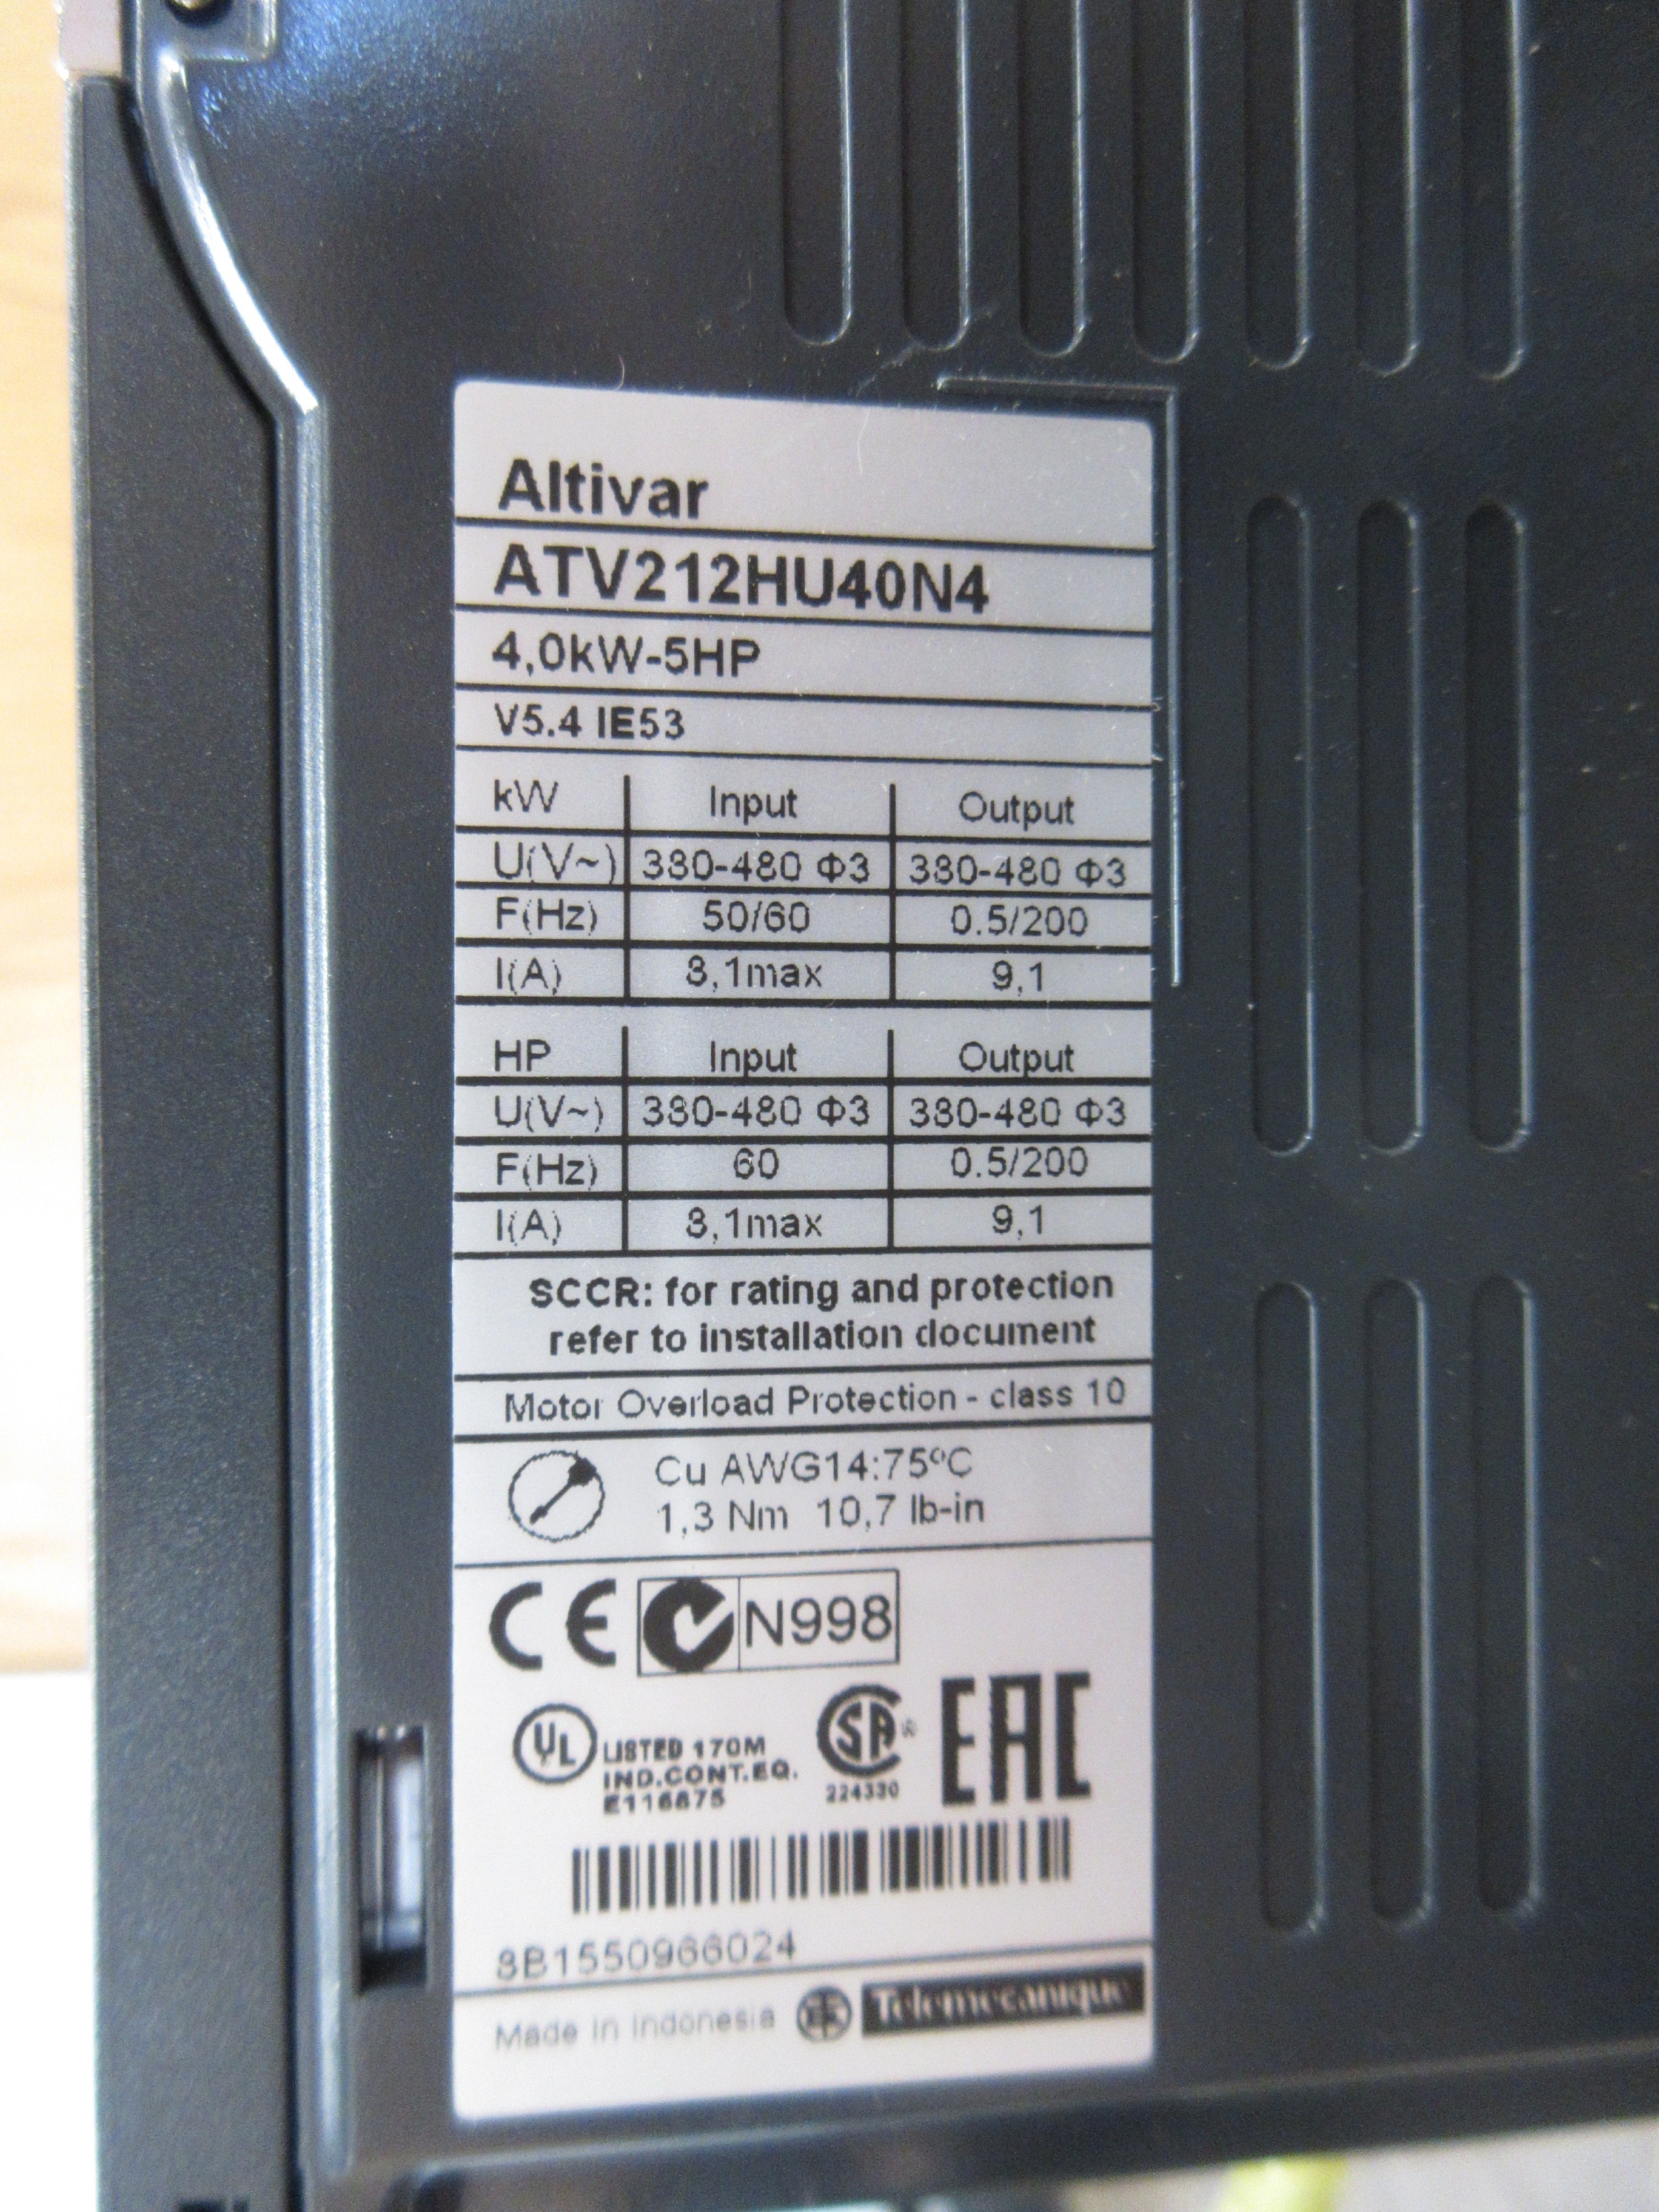 Altivar
ATV212HU40N4
4,0kW-5HP
V5.4 IE53
kW Input Output
U(V~) 380-480 Φ3 380-480 Φ3
F(Hz) 50/60 0.5/200
I(A) 8,1max 9,1
HP Input Output
U(V~) 380-480 Φ3 380-480 Φ3
F(Hz) 60 0.5/200
I(A) 8,1max 9,1
SCCR: for rating and protection
refer to installation document
Motor Overload Protection - class 10
Cu AWG14:75ºC
1,3 Nm 10,7 lb-in
CE N998
UL LISTED 170M
IND.CONT.EQ.
E116875
SA ®
224330
EAC
8B1550966024
Made in Indonesia Telemecanique